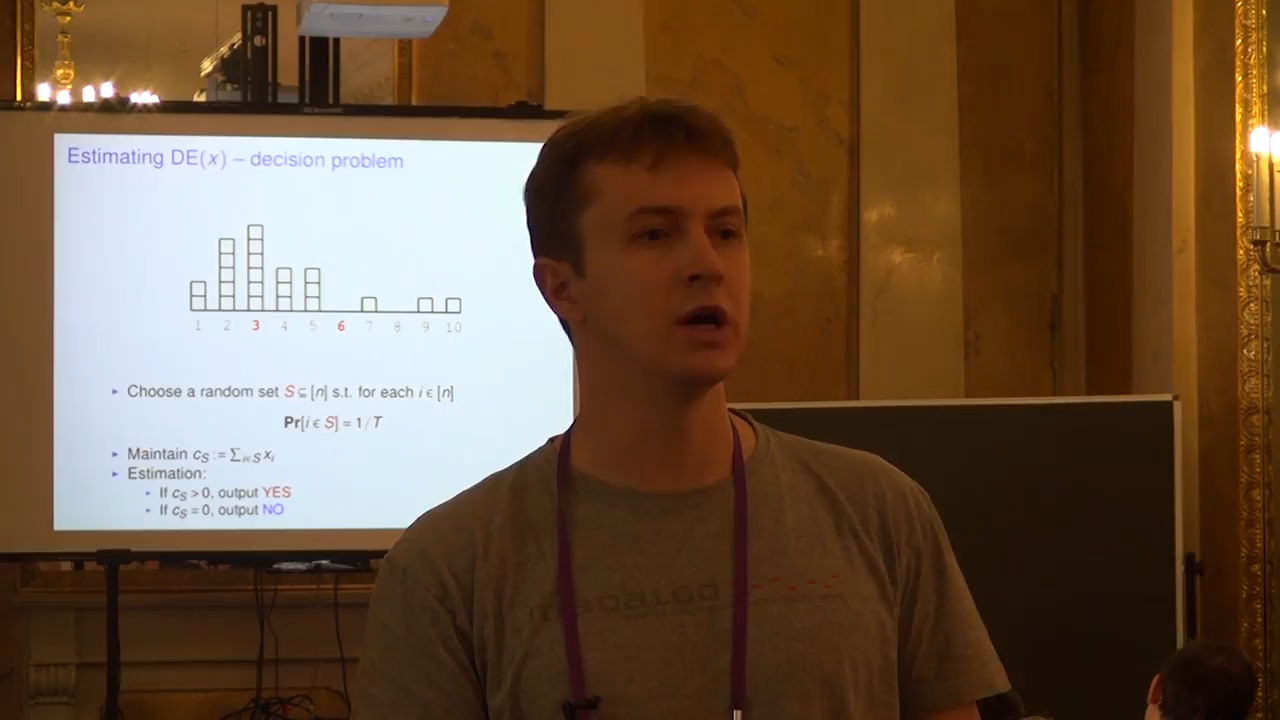 Estimating DE(x) – decision problem
1 2 3 4 5 6 7 8 9 10
▸ Choose a random set S ⊆ [n] s.t. for each i ∈ [n]
Pr[i ∈ S] = 1/T
▸ Maintain c_S := ∑_{i∈S} x_i
▸ Estimation:
▸ If c_S > 0, output YES
▸ If c_S = 0, output NO
madalgo